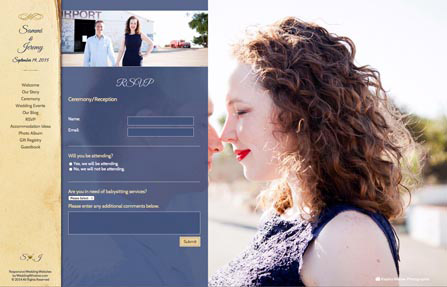 Sammi
&
Jeremy
September 14, 2015
Welcome
Our Story
Ceremony
Wedding Events
Our Blog
RSVP
Accommodation Ideas
Photo Album
Gift Registry
Guestbook
S J
Responsive Wedding Websites
by WeddingWindow.com
© 2014 All Rights Reserved
RPORT
RSVP
Ceremony/Reception
Name:
Email:
Will you be attending?
Yes, we will be attending.
No, we will not be attending.
Are you in need of babysitting services?
Please Select
Please enter any additional comments below.
Submit
Photography